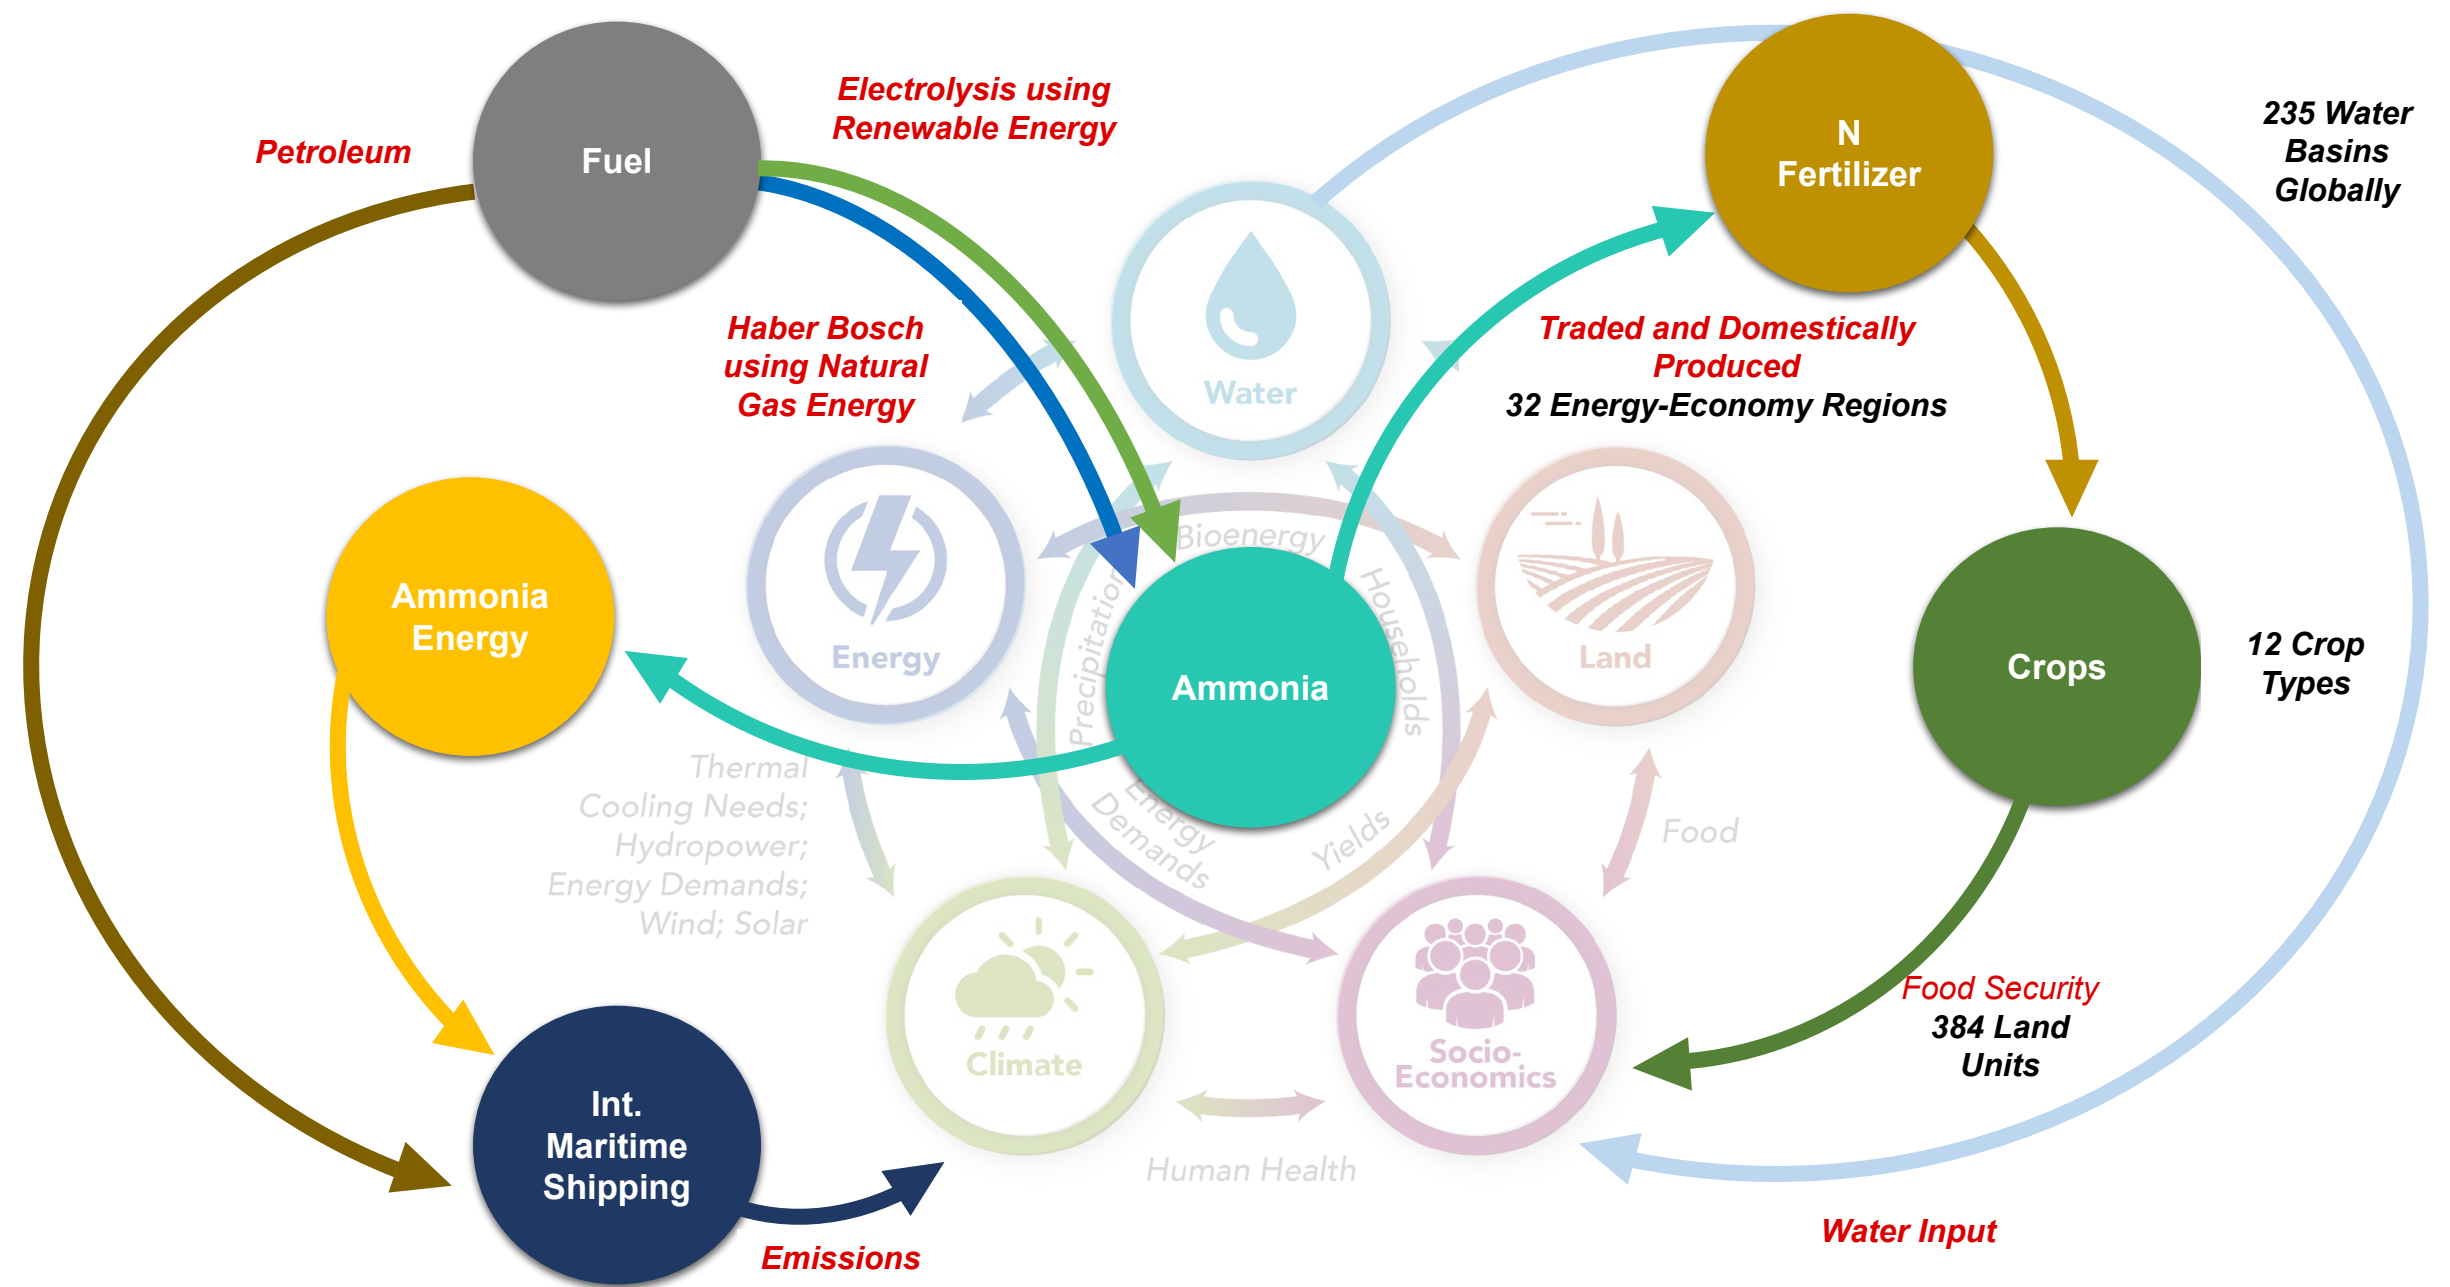 Fuel
Petroleum
Electrolysis using
Renewable Energy
N
Fertilizer
235 Water
Basins
Globally
Haber Bosch
using Natural
Gas Energy
Water
Traded and Domestically
Produced
32 Energy-Economy Regions
Bioenergy
Energy
Land
Precipitation
Households
Ammonia
Energy
Ammonia
Crops
12 Crop
Types
Thermal
Cooling Needs;
Hydropower;
Energy Demands;
Wind; Solar
Energy
Demands
Yields
Food
Climate
Socio-
Economics
Food Security
384 Land
Units
Int.
Maritime
Shipping
Human Health
Emissions
Water Input